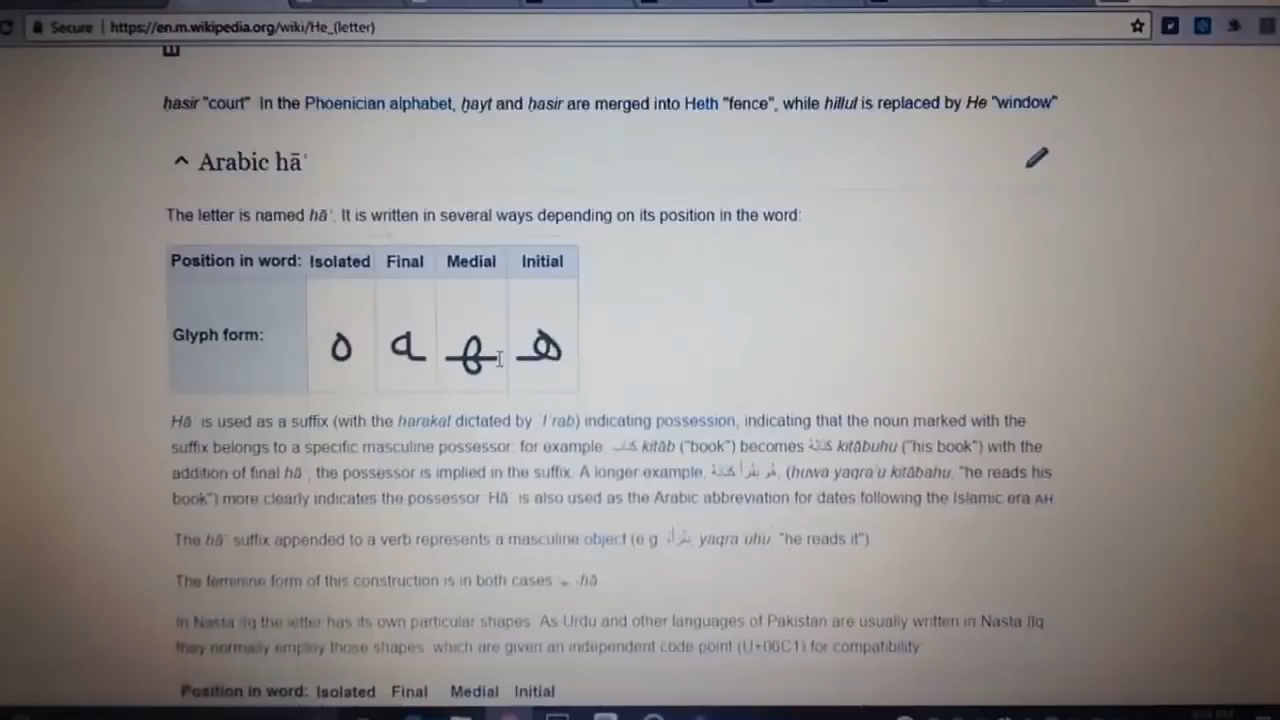 Secure | https://en.m.wikipedia.org/wiki/He_(letter)
ḥasir "court" In the Phoenician alphabet, ḫayt and ḥasir are merged into Heth "fence", while hillul is replaced by He "window"
Arabic hāʾ
The letter is named hāʾ. It is written in several ways depending on its position in the word:
Position in word: Isolated Final Medial Initial
Glyph form: ه ـه ـهـ هـ
Hāʾ is used as a suffix (with the harakat dictated by ʾIʿrab) indicating possession, indicating that the noun marked with the
suffix belongs to a specific masculine possessor; for example, كتاب kitāb ("book") becomes كتابه kitābuhu ("his book") with the
addition of final hāʾ; the possessor is implied in the suffix. A longer example, (huwa yaqraʾu kitābahu, "he reads his
book") more clearly indicates the possessor. Hāʾ is also used as the Arabic abbreviation for dates following the Islamic era AH
The hāʾ suffix appended to a verb represents a masculine object (e.g. yaqraʾuhu, "he reads it")
The feminine form of this construction is in both cases ـها -hā
In Nastaʿlīq the letter has its own particular shapes. As Urdu and other languages of Pakistan are usually written in Nastaʿlīq
they normally employ those shapes, which are given an independent code point (U+06C1) for compatibility
Position in word: Isolated Final Medial Initial